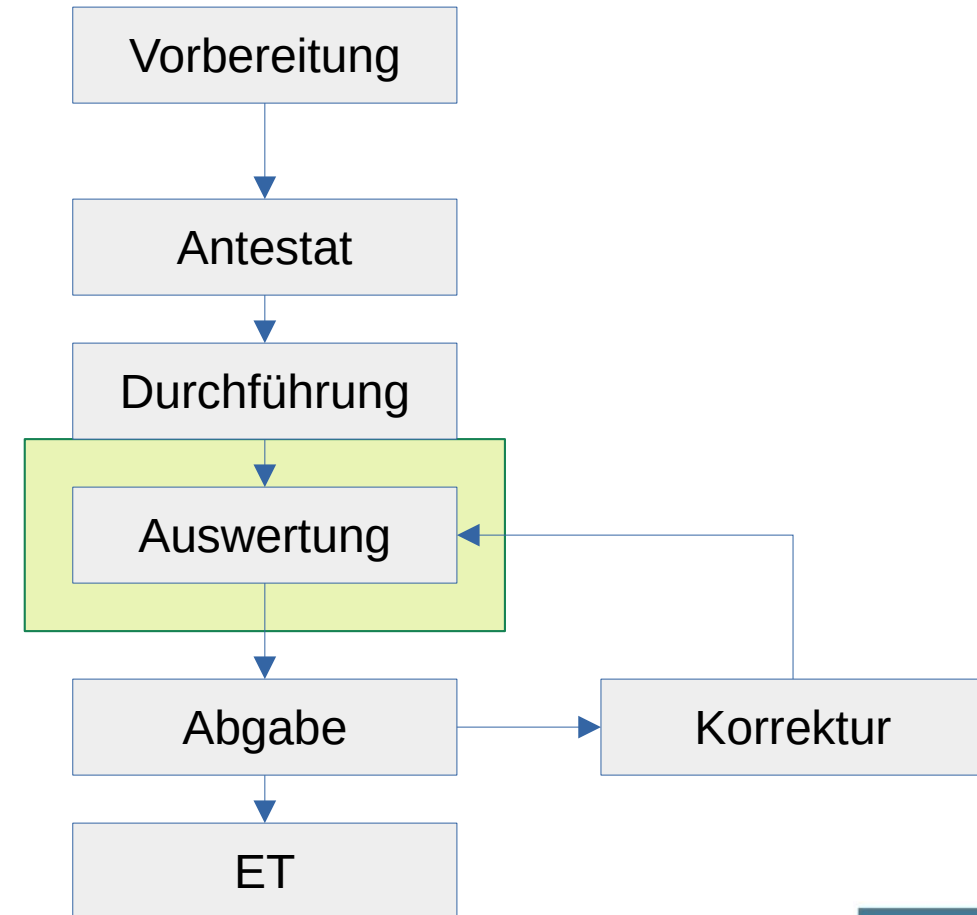 Vorbereitung
Antestat
Durchführung
Auswertung
Abgabe
Korrektur
ET